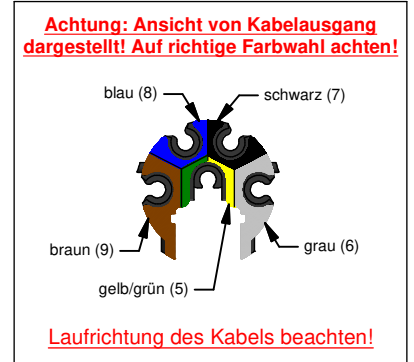 Achtung: Ansicht von Kabelausgang
dargestellt! Auf richtige Farbwahl achten!
blau (8)
schwarz (7)
braun (9)
grau (6)
gelb/grün (5)
Laufrichtung des Kabels beachten!